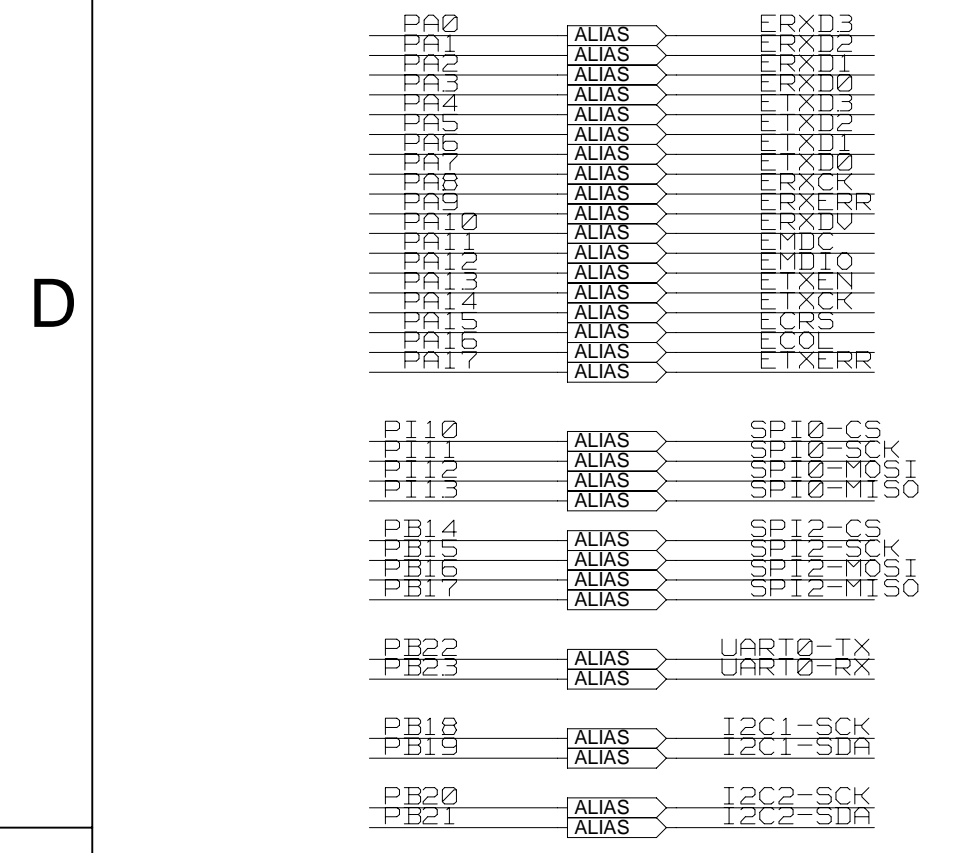 PA0 ALIAS ERXD3
PA1 ALIAS ERXD2
PA2 ALIAS ERXD1
PA3 ALIAS ERXD0
PA4 ALIAS ETXD3
PA5 ALIAS ETXD2
PA6 ALIAS ETXD1
PA7 ALIAS ETXD0
PA8 ALIAS ERXCK
PA9 ALIAS ERXERR
PA10 ALIAS ERXDV
PA11 ALIAS EMDC
PA12 ALIAS EMDIO
PA13 ALIAS ETXEN
PA14 ALIAS ETXCK
PA15 ALIAS ECRS
PA16 ALIAS ECOL
PA17 ALIAS ETXERR
D
PI10 ALIAS SPI0-CS
PI11 ALIAS SPI0-SCK
PI12 ALIAS SPI0-MOSI
PI13 ALIAS SPI0-MISO
PB14 ALIAS SPI2-CS
PB15 ALIAS SPI2-SCK
PB16 ALIAS SPI2-MOSI
PB17 ALIAS SPI2-MISO
PB22 ALIAS UART0-TX
PB23 ALIAS UART0-RX
PB18 ALIAS I2C1-SCK
PB19 ALIAS I2C1-SDA
PB20 ALIAS I2C2-SCK
PB21 ALIAS I2C2-SDA